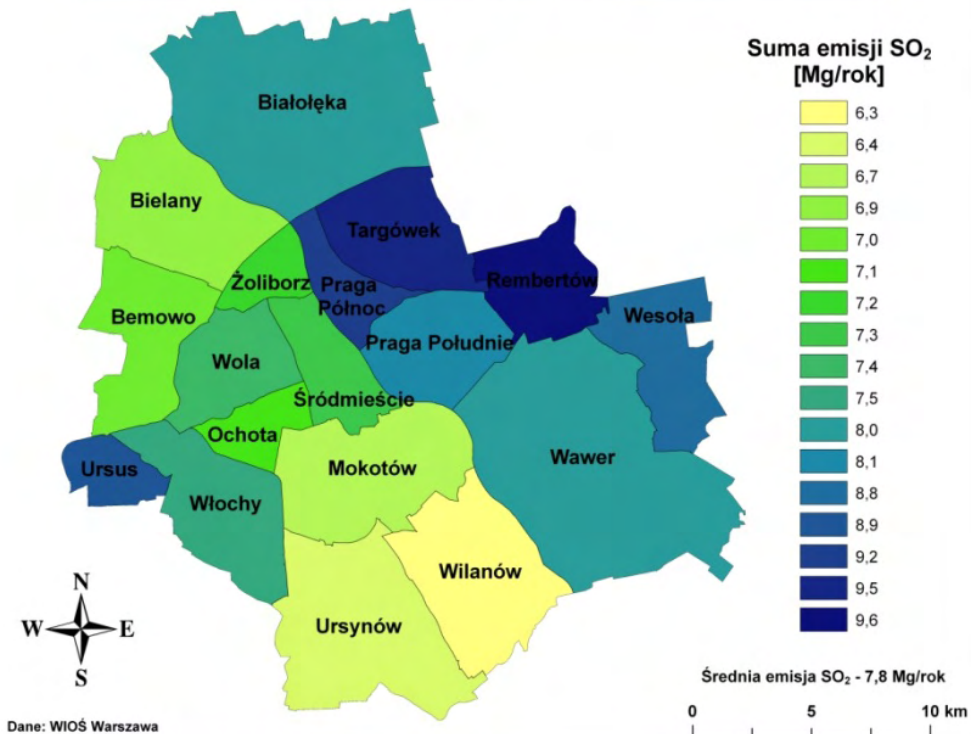 Suma emisji SO₂
[Mg/rok]
6,3
6,4
6,7
6,9
7,0
7,1
7,2
7,3
7,4
7,5
8,0
8,1
8,8
8,9
9,2
9,5
9,6
Białołęka
Bielany
Targówek
Żoliborz
Praga
Północ
Rembertów
Bemowo
Wesoła
Praga Południe
Wola
Śródmieście
Ochota
Ursus
Mokotów
Wawer
Włochy
Wilanów
Ursynów
N
W E
S
Średnia emisja SO₂ - 7,8 Mg/rok
0 5 10 km
Dane: WIOŚ Warszawa